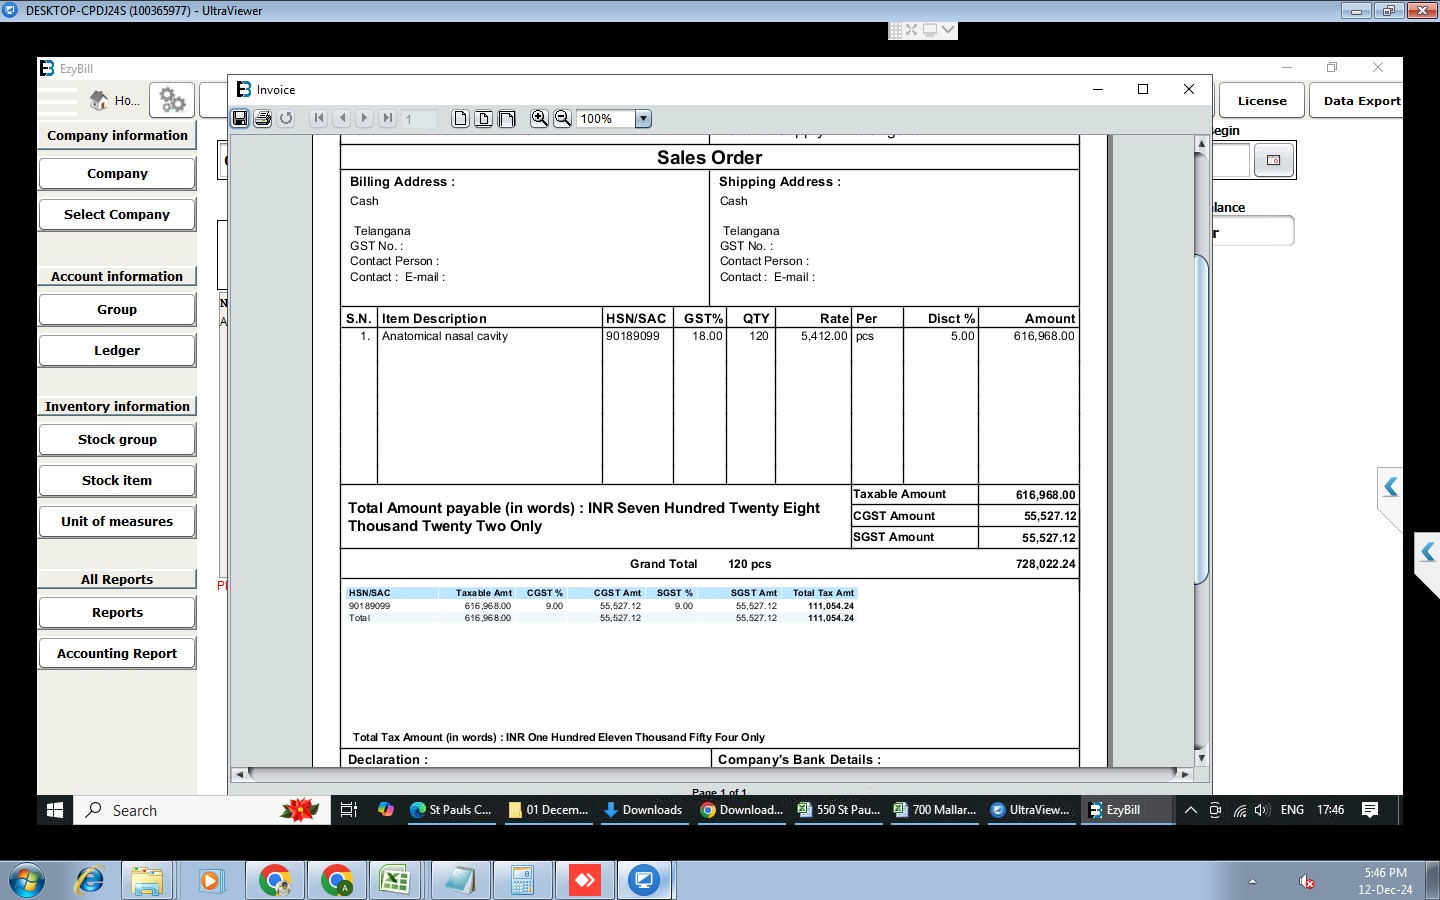 DESKTOP-CPDJ24S (100365977) - UltraViewer
EzyBill
Ho...
Invoice
License
Data Export
1
100%
egin
Company information
Company
Select Company
lance
r
Account information
Group
Ledger
Inventory information
Stock group
Stock item
Unit of measures
All Reports
Reports
Accounting Report
Sales Order
Billing Address :
Shipping Address :
Cash
Cash
Telangana
Telangana
GST No. :
GST No. :
Contact Person :
Contact Person :
Contact : E-mail :
Contact : E-mail :
S.N. Item Description HSN/SAC GST% QTY Rate Per Disct % Amount
1. Anatomical nasal cavity 90189099 18.00 120 5,412.00 pcs 5.00 616,968.00
Taxable Amount 616,968.00
Total Amount payable (in words) : INR Seven Hundred Twenty Eight
Thousand Twenty Two Only
CGST Amount 55,527.12
SGST Amount 55,527.12
Grand Total 120 pcs 728,022.24
HSN/SAC Taxable Amt CGST % CGST Amt SGST % SGST Amt Total Tax Amt
90189099 616,968.00 9.00 55,527.12 9.00 55,527.12 111,054.24
Total 616,968.00 55,527.12 55,527.12 111,054.24
Total Tax Amount (in words) : INR One Hundred Eleven Thousand Fifty Four Only
Declaration :
Company's Bank Details :
Page 1 of 1
Search
St Pauls C...
01 Decem...
Downloads
Download...
550 St Pau...
700 Mallar...
UltraView...
EzyBill
ENG
17:46
5:46 PM
12-Dec-24